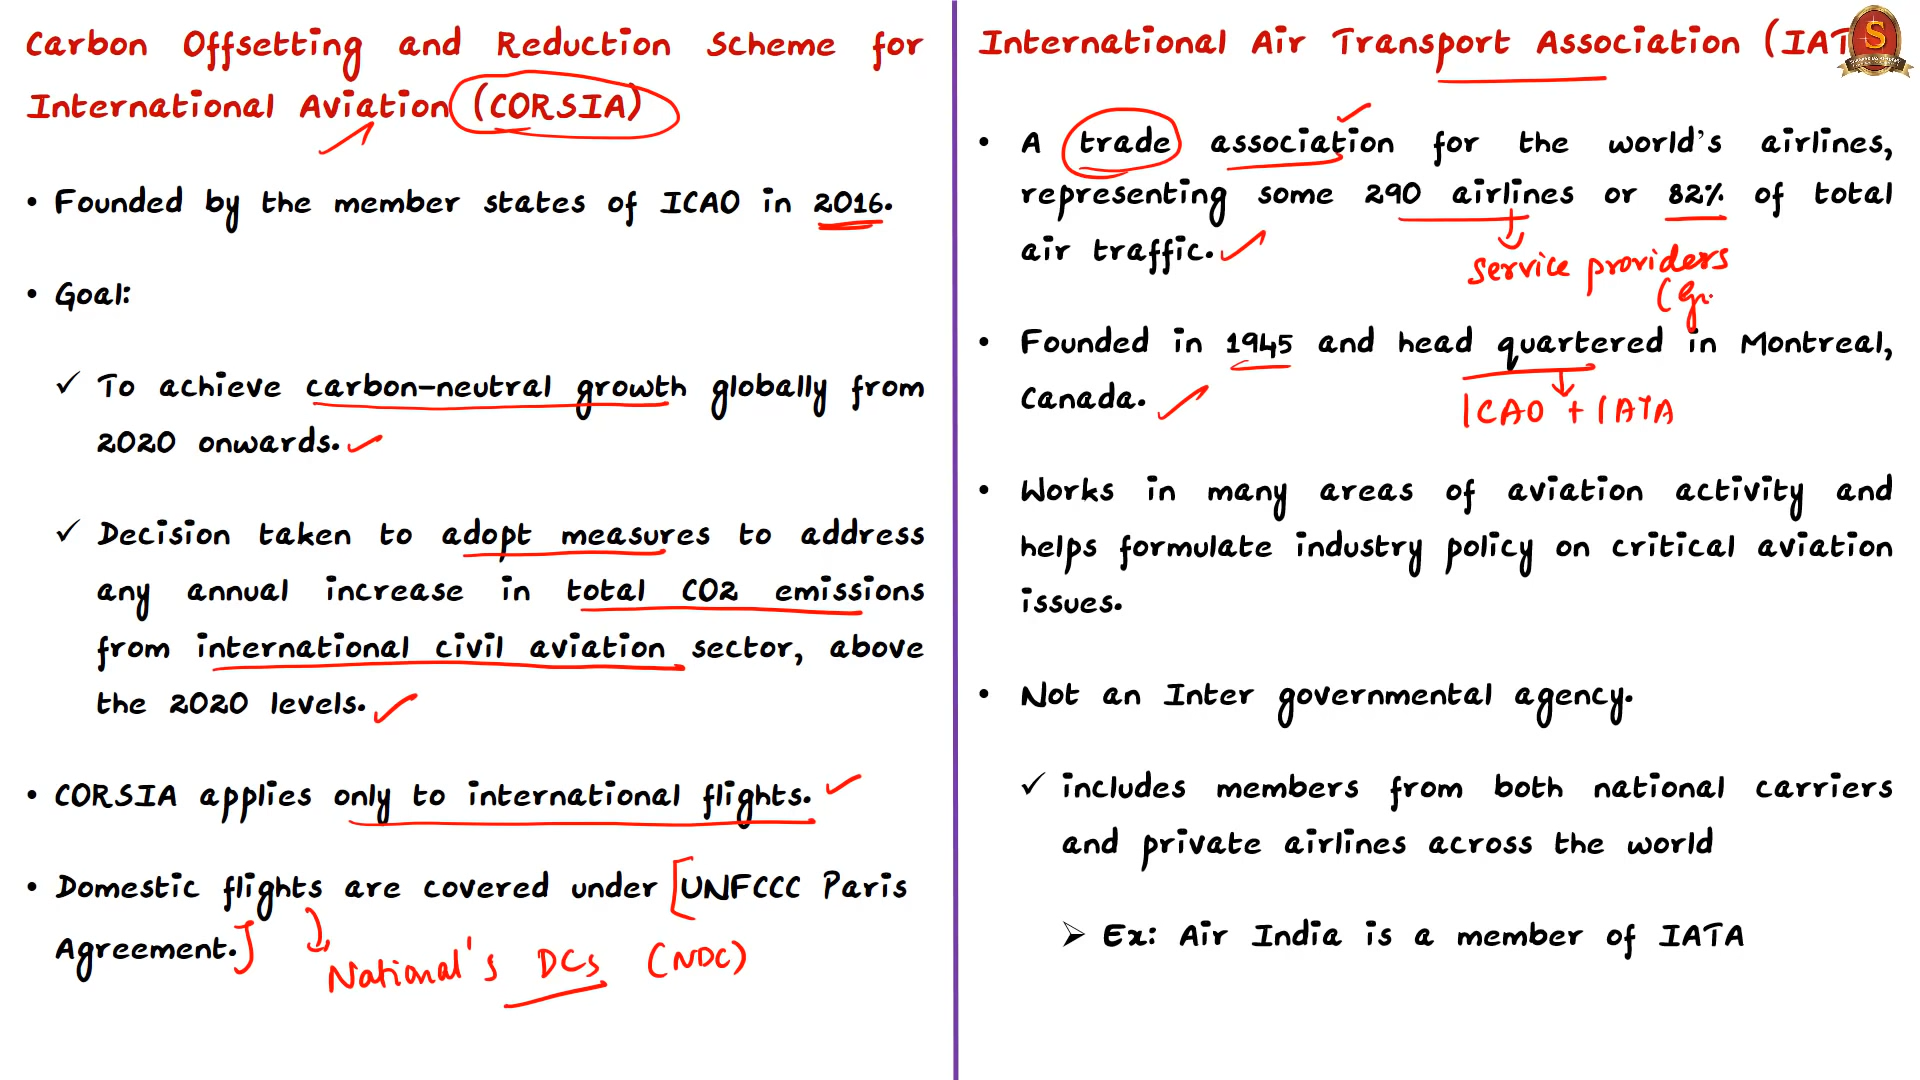 Carbon Offsetting and Reduction Scheme for
International Aviation (CORSIA)
• Founded by the member states of ICAO in 2016.
• Goal:
✓ To achieve carbon-neutral growth globally from
2020 onwards.
✓ Decision taken to adopt measures to address
any annual increase in total CO2 emissions
from international civil aviation sector, above
the 2020 levels.
• CORSIA applies only to international flights.
• Domestic flights are covered under [UNFCCC Paris
Agreement.]
National's DCs (NDC)
International Air Transport Association (IAT
S
• A trade association for the world's airlines,
representing some 290 airlines or 82% of total
air traffic.
service providers
• Founded in 1945 and head quartered in Montreal,
Canada.
ICAO + IATA
• Works in many areas of aviation activity and
helps formulate industry policy on critical aviation
issues.
• Not an Inter governmental agency.
✓ includes members from both national carriers
and private airlines across the world
➢ Ex: Air India is a member of IATA